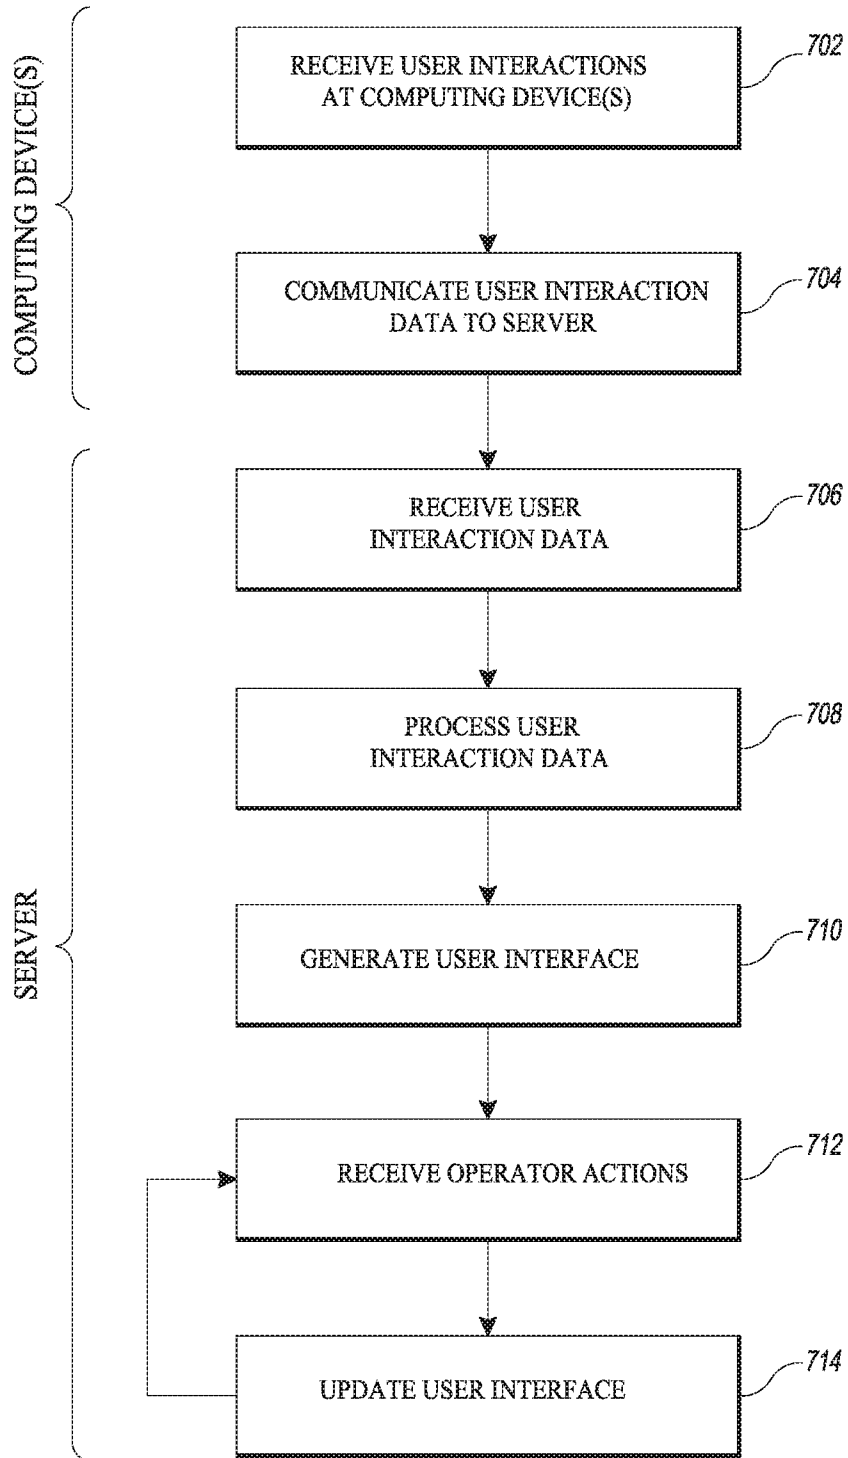 COMPUTING DEVICE(S)
RECEIVE USER INTERACTIONS
AT COMPUTING DEVICE(S)
702
COMMUNICATE USER INTERACTION
DATA TO SERVER
704
SERVER
RECEIVE USER
INTERACTION DATA
706
PROCESS USER
INTERACTION DATA
708
GENERATE USER INTERFACE
710
RECEIVE OPERATOR ACTIONS
712
UPDATE USER INTERFACE
714